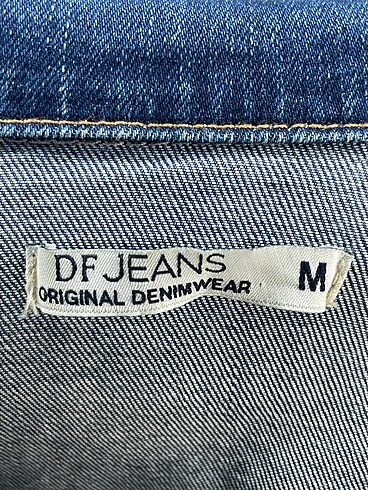 DF JEANS
ORIGINAL DENIMWEAR
M